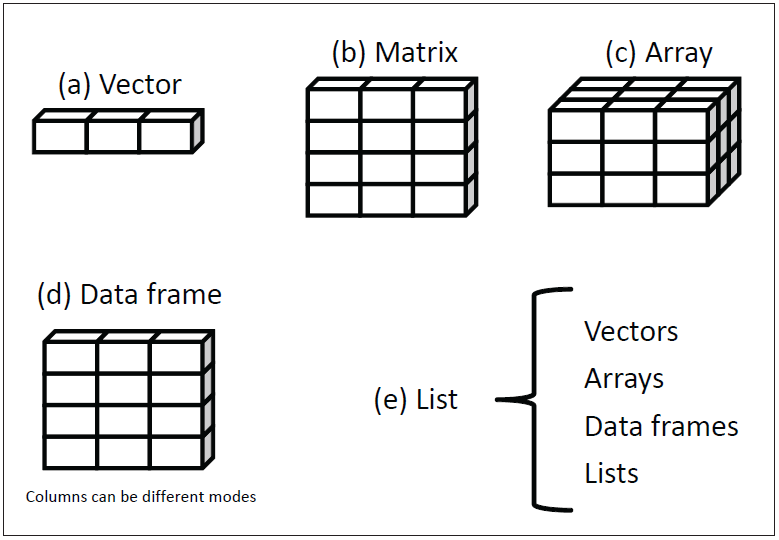 (a) Vector
(b) Matrix
(c) Array
(d) Data frame
Columns can be different modes
(e) List
Vectors
Arrays
Data frames
Lists